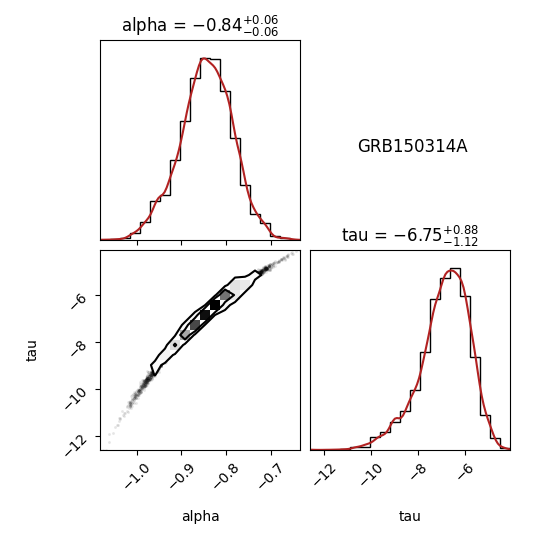 alpha = −0.84+0.06 −0.06
GRB150314A
tau = −6.75+0.88 −1.12
−6
−8
−10
−12
tau
−1.0 −0.9 −0.8 −0.7
−12 −10 −8 −6
alpha
tau